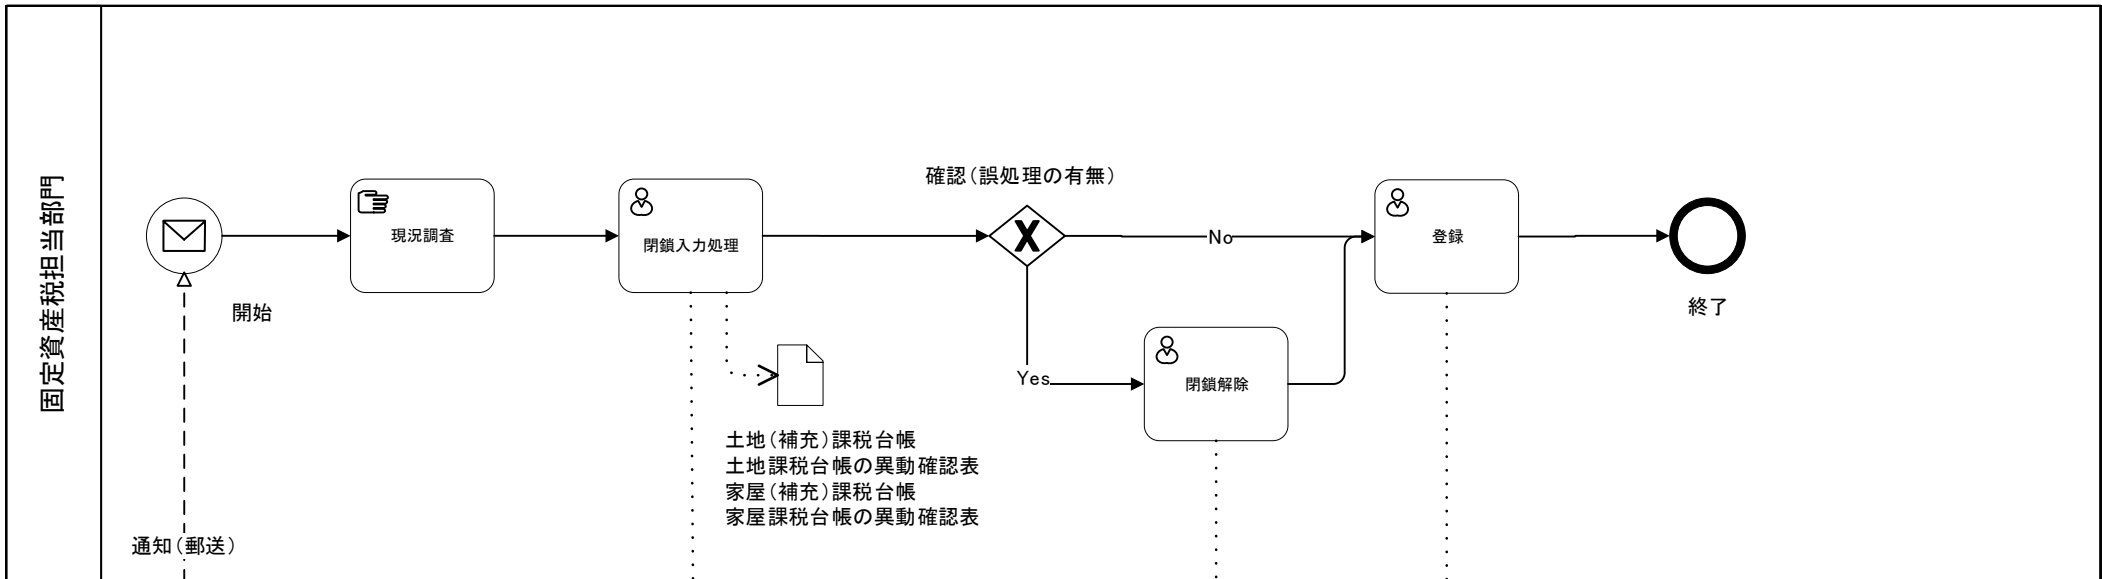 固定資産税担当部門
確認（誤処理の有無）
現況調査
閉鎖入力処理
No
登録
開始
終了
Yes
閉鎖解除
土地（補充）課税台帳
土地課税台帳の異動確認表
家屋（補充）課税台帳
家屋課税台帳の異動確認表
通知（郵送）